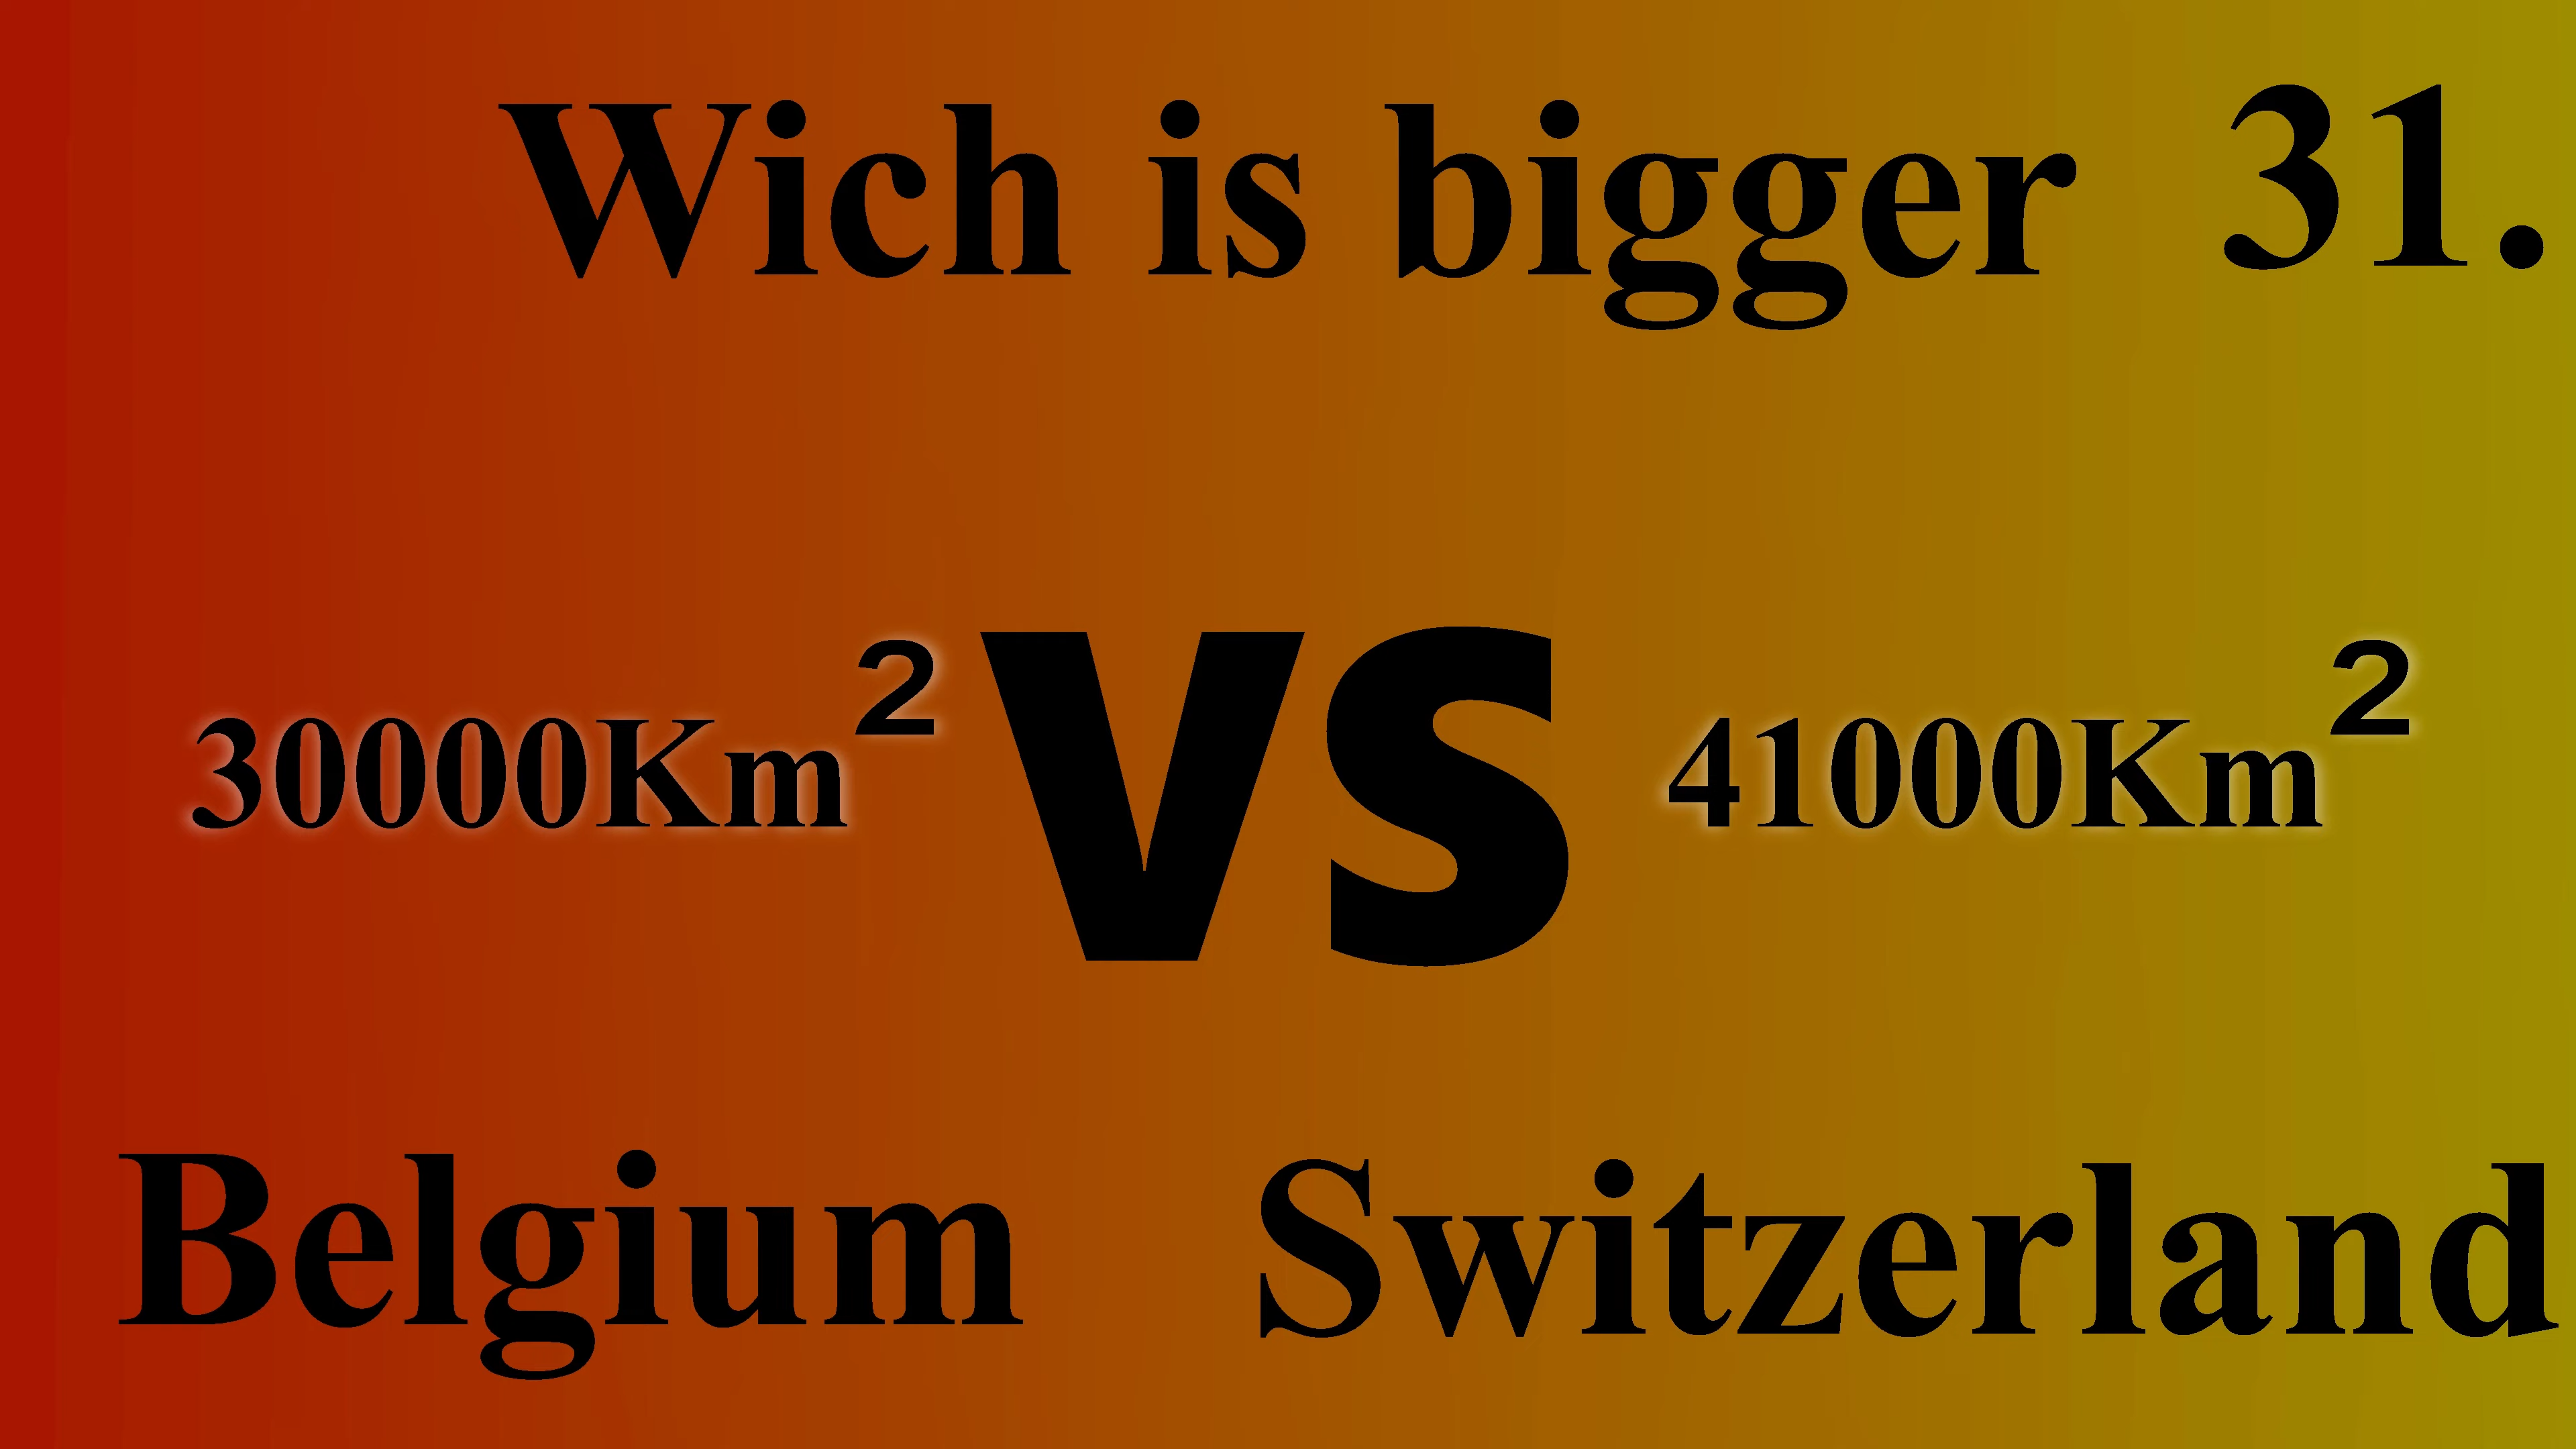 Wich is bigger 31.
30000Km² VS 41000Km²
Belgium Switzerland